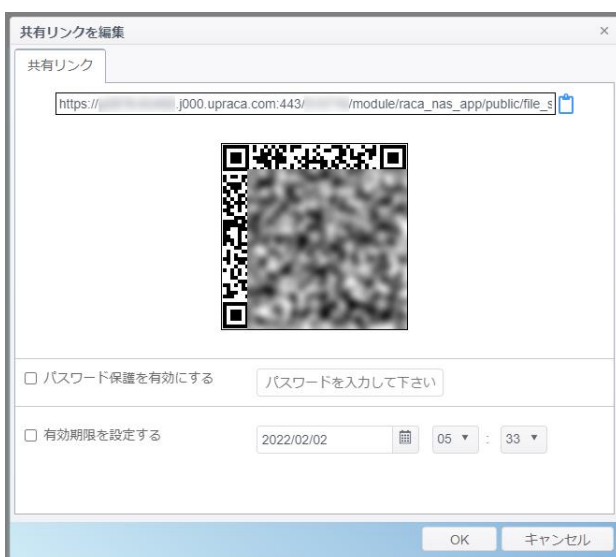 共有リンクを編集 ×
共有リンク
https:// .j000.upraca.com:443/ /module/raca_nas_app/public/file_s
パスワード保護を有効にする パスワードを入力して下さい
有効期限を設定する 2022/02/02 05 ▼ : 33 ▼
OK キャンセル